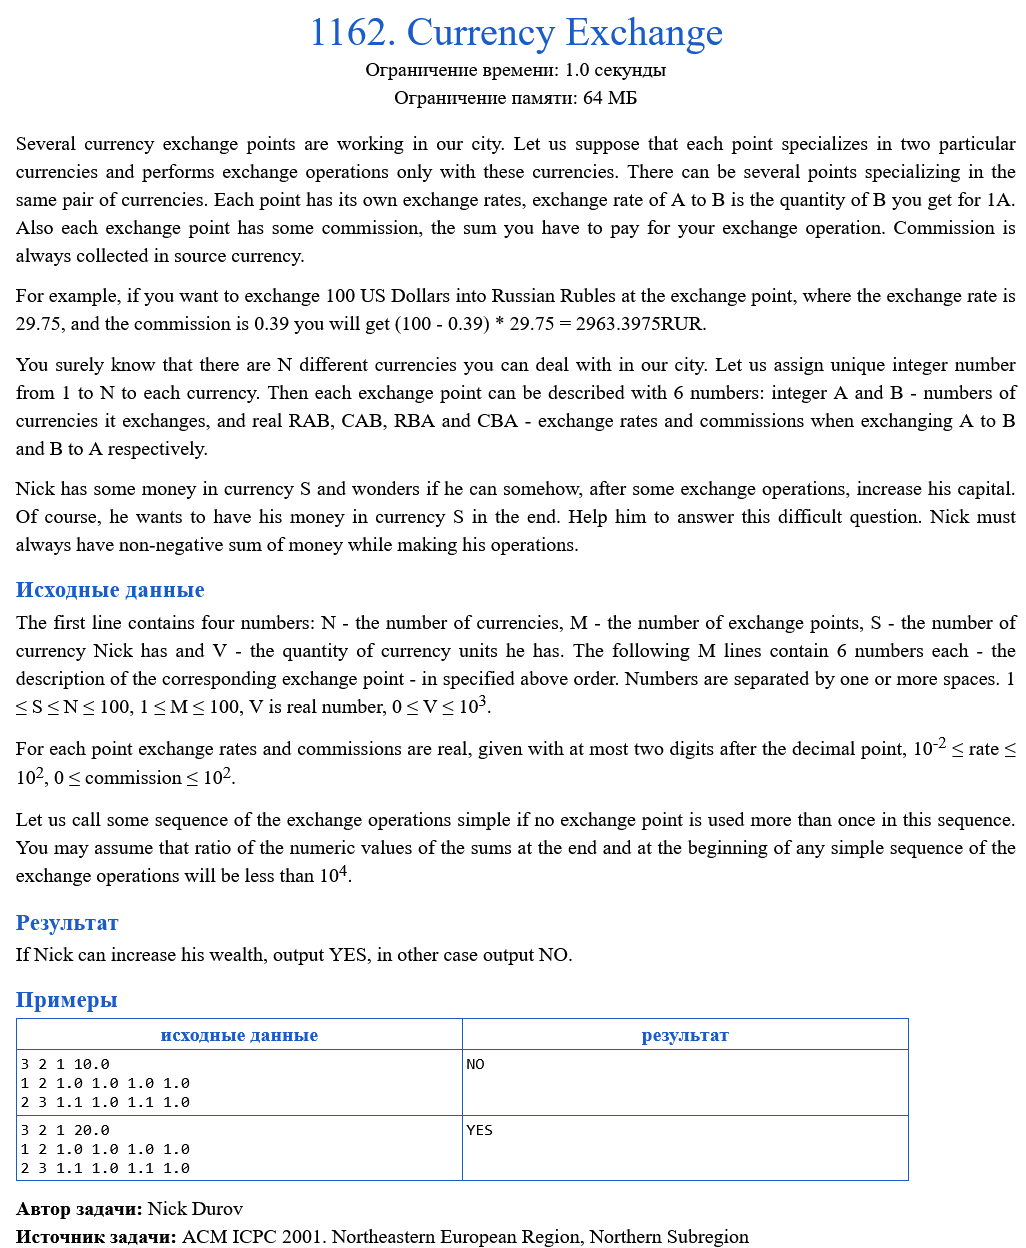 1162. Currency Exchange
Ограничение времени: 1.0 секунды
Ограничение памяти: 64 МБ
Several currency exchange points are working in our city. Let us suppose that each point specializes in two particular
currencies and performs exchange operations only with these currencies. There can be several points specializing in the
same pair of currencies. Each point has its own exchange rates, exchange rate of A to B is the quantity of B you get for 1A.
Also each exchange point has some commission, the sum you have to pay for your exchange operation. Commission is
always collected in source currency.
For example, if you want to exchange 100 US Dollars into Russian Rubles at the exchange point, where the exchange rate is
29.75, and the commission is 0.39 you will get (100 - 0.39) * 29.75 = 2963.3975RUR.
You surely know that there are N different currencies you can deal with in our city. Let us assign unique integer number
from 1 to N to each currency. Then each exchange point can be described with 6 numbers: integer A and B - numbers of
currencies it exchanges, and real RAB, CAB, RBA and CBA - exchange rates and commissions when exchanging A to B
and B to A respectively.
Nick has some money in currency S and wonders if he can somehow, after some exchange operations, increase his capital.
Of course, he wants to have his money in currency S in the end. Help him to answer this difficult question. Nick must
always have non-negative sum of money while making his operations.
Исходные данные
The first line contains four numbers: N - the number of currencies, M - the number of exchange points, S - the number of
currency Nick has and V - the quantity of currency units he has. The following M lines contain 6 numbers each - the
description of the corresponding exchange point - in specified above order. Numbers are separated by one or more spaces. 1
≤ S ≤ N ≤ 100, 1 ≤ M ≤ 100, V is real number, 0 ≤ V ≤ 10³.
For each point exchange rates and commissions are real, given with at most two digits after the decimal point, 10⁻² ≤ rate ≤
10², 0 ≤ commission ≤ 10².
Let us call some sequence of the exchange operations simple if no exchange point is used more than once in this sequence.
You may assume that ratio of the numeric values of the sums at the end and at the beginning of any simple sequence of the
exchange operations will be less than 10⁴.
Результат
If Nick can increase his wealth, output YES, in other case output NO.
Примеры
исходные данные результат
3 2 1 10.0 NO
1 2 1.0 1.0 1.0 1.0
2 3 1.1 1.0 1.1 1.0
3 2 1 20.0 YES
1 2 1.0 1.0 1.0 1.0
2 3 1.1 1.0 1.1 1.0
Автор задачи: Nick Durov
Источник задачи: ACM ICPC 2001. Northeastern European Region, Northern Subregion